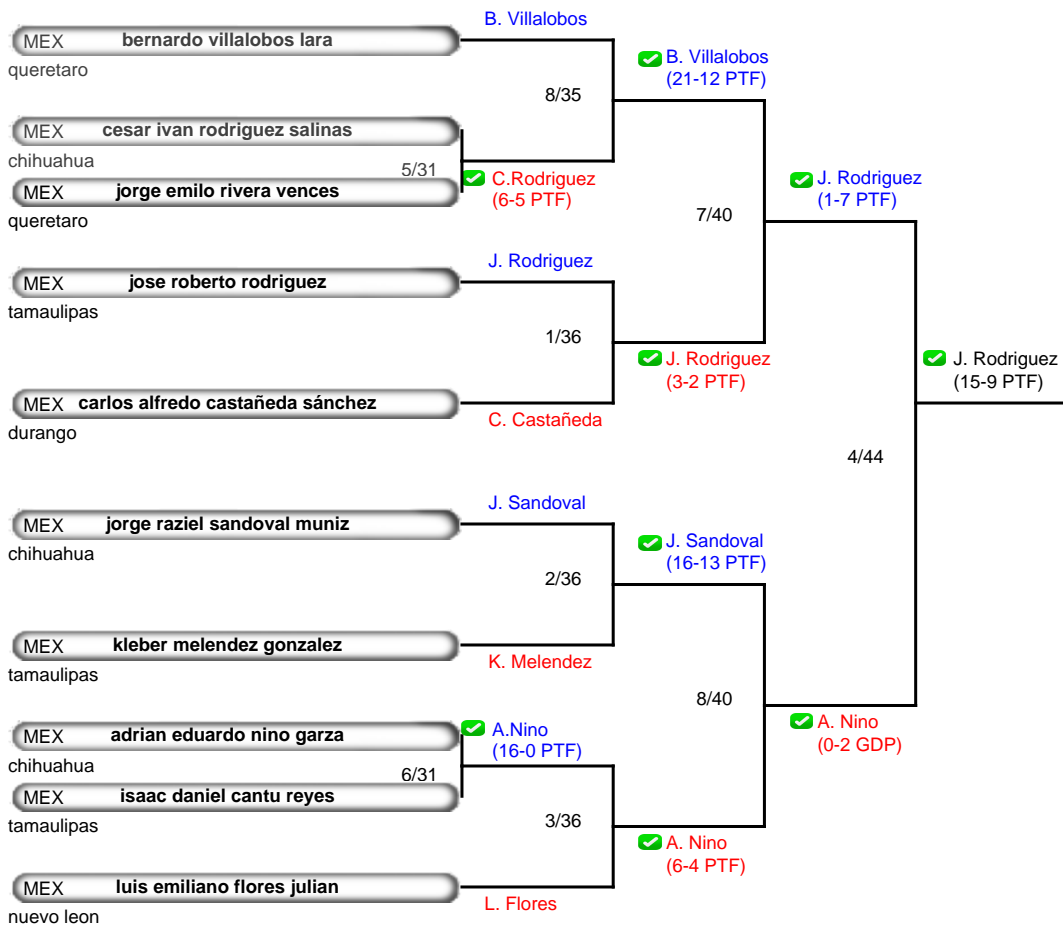 B. Villalobos
MEX bernardo villalobos lara
queretaro
B. Villalobos
(21-12 PTF)
8/35
MEX cesar ivan rodriguez salinas
chihuahua
5/31
C.Rodriguez
(6-5 PTF)
MEX jorge emilo rivera vences
queretaro
J. Rodriguez
(1-7 PTF)
7/40
J. Rodriguez
MEX jose roberto rodriguez
tamaulipas
1/36
J. Rodriguez
(3-2 PTF)
J. Rodriguez
(15-9 PTF)
MEX carlos alfredo castañeda sánchez
durango
C. Castañeda
4/44
J. Sandoval
MEX jorge raziel sandoval muniz
chihuahua
J. Sandoval
(16-13 PTF)
2/36
MEX kleber melendez gonzalez
tamaulipas
K. Melendez
8/40
MEX adrian eduardo nino garza
chihuahua
A.Nino
(16-0 PTF)
A. Nino
(0-2 GDP)
6/31
MEX isaac daniel cantu reyes
tamaulipas
3/36
A. Nino
(6-4 PTF)
MEX luis emiliano flores julian
nuevo leon
L. Flores